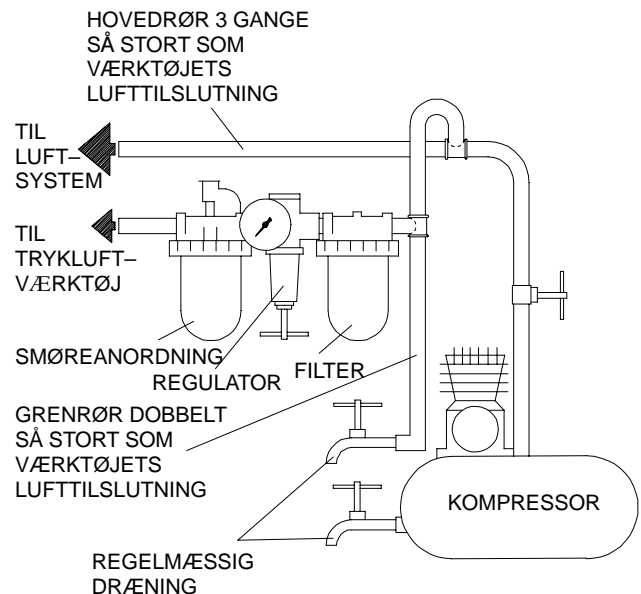 HOVEDRØR 3 GANGE
SÅ STORT SOM
VÆRKTØJETS
LUFTTILSLUTNING
TIL
LUFT–
SYSTEM
TIL
TRYKLUFT–
VÆRKTØJ
SMØREANORDNING
REGULATOR
FILTER
GRENRØR DOBBELT
SÅ STORT SOM
VÆRKTØJETS
LUFTTILSLUTNING
KOMPRESSOR
REGELMÆSSIG
DRÆNING